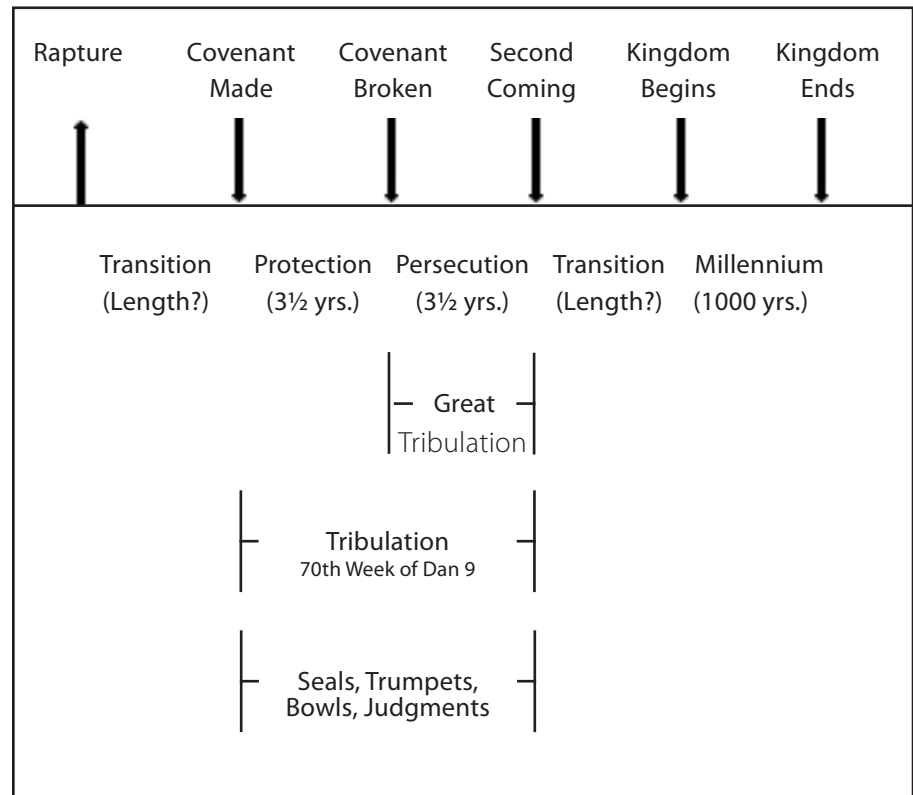 Rapture
Covenant
Made
Covenant
Broken
Second
Coming
Kingdom
Begins
Kingdom
Ends
Transition
(Length?)
Protection
(3½ yrs.)
Persecution
(3½ yrs.)
Transition
(Length?)
Millennium
(1000 yrs.)
Great
Tribulation
Tribulation
70th Week of Dan 9
Seals, Trumpets,
Bowls, Judgments